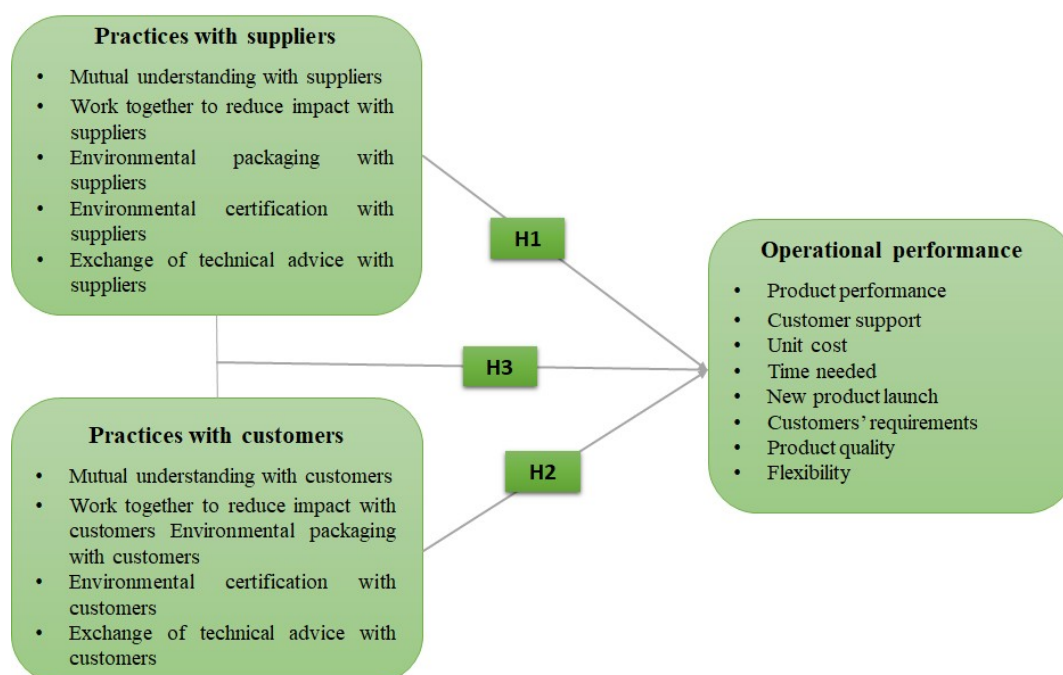 Practices with suppliers
• Mutual understanding with suppliers
• Work together to reduce impact with
suppliers
• Environmental packaging with
suppliers
• Environmental certification with
suppliers
• Exchange of technical advice with
suppliers
H1
Operational performance
• Product performance
• Customer support
• Unit cost
• Time needed
• New product launch
• Customers’ requirements
• Product quality
• Flexibility
H3
Practices with customers
• Mutual understanding with customers
• Work together to reduce impact with
customers Environmental packaging
with customers
• Environmental certification with
customers
• Exchange of technical advice with
customers
H2